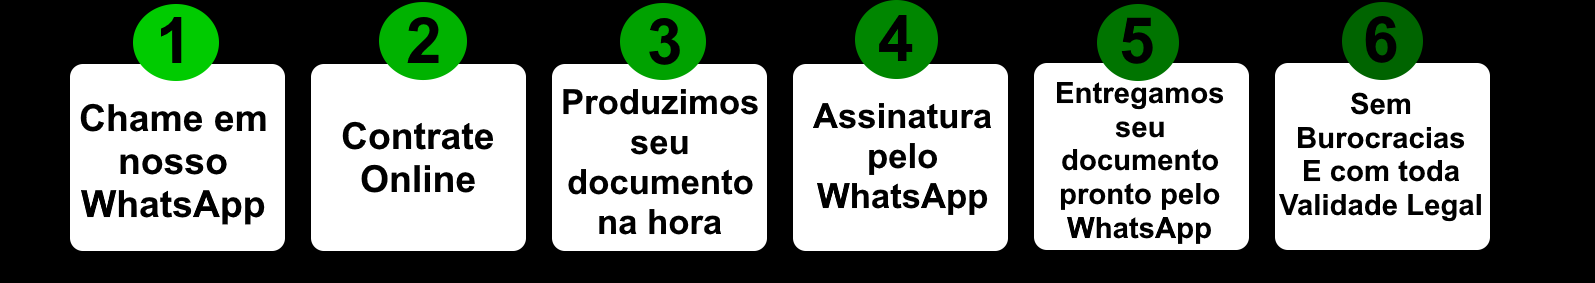 1
Chame em
nosso
WhatsApp
2
Contrate
Online
3
Produzimos
seu
documento
na hora
4
Assinatura
pelo
WhatsApp
5
Entregamos
seu
documento
pronto pelo
WhatsApp
6
Sem
Burocracias
E com toda
Validade Legal